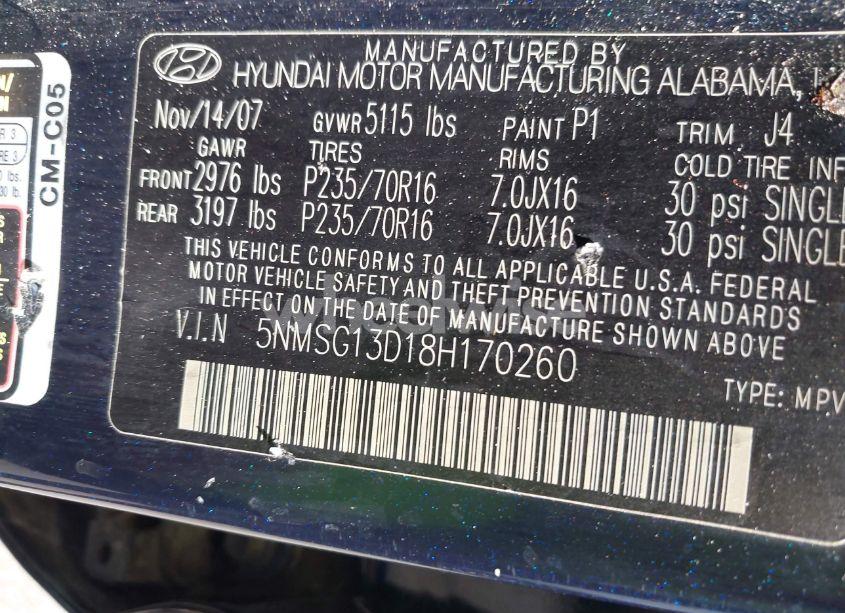 MANUFACTURED BY
HYUNDAI MOTOR MANUFACTURING ALABAMA,
Nov/14/07 GVWR 5115 lbs PAINT P1 TRIM J4
GAWR TIRES RIMS COLD TIRE INF
FRONT 2976 lbs P235/70R16 7.0JX16 30 psi SINGLE
REAR 3197 lbs P235/70R16 7.0JX16 30 psi SINGLE
THIS VEHICLE CONFORMS TO ALL APPLICABLE U.S.A. FEDERAL
MOTOR VEHICLE SAFETY AND THEFT PREVENTION STANDARDS
IN EFFECT ON THE DATE OF MANUFACTURE SHOWN ABOVE
V.I.N 5NMSG13D18H170260
TYPE: MPV
CM-C05